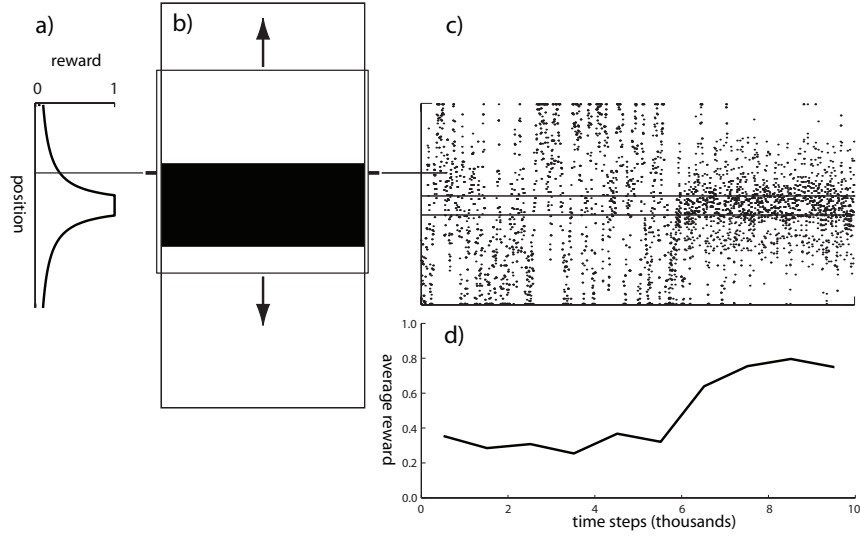 a)
reward
0 1
position
b)
c)
d)
average reward
1.0
0.8
0.6
0.4
0.2
0.0
0 2 4 6 8 10
time steps (thousands)